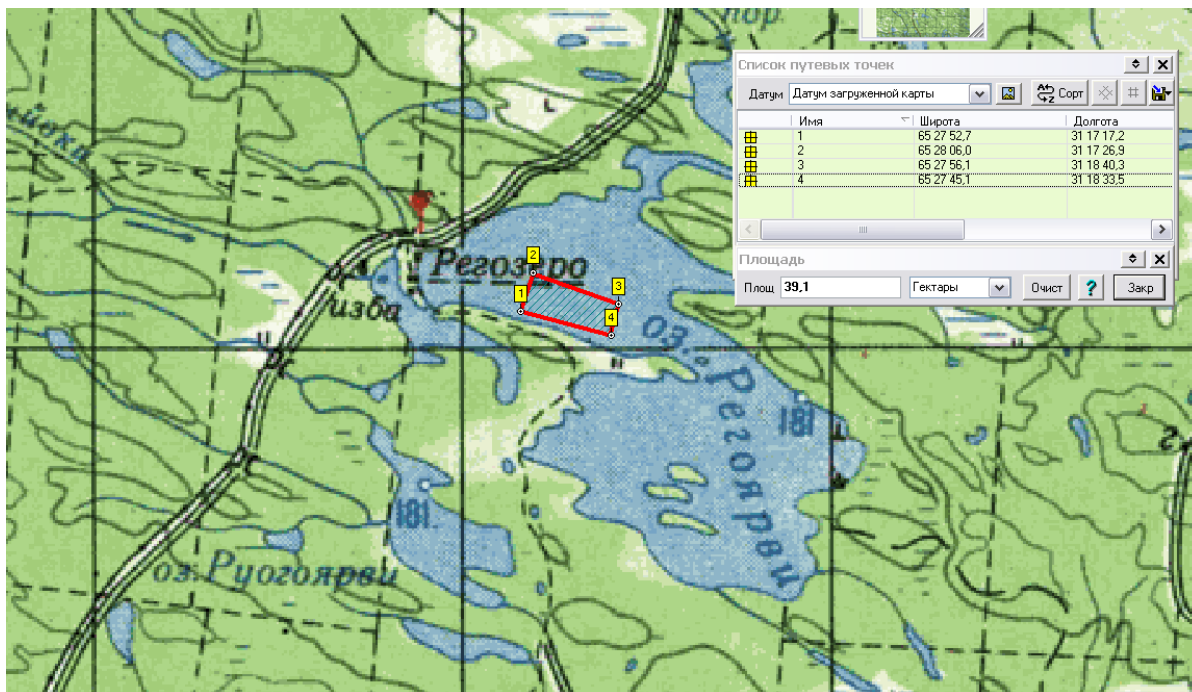 пор.
йоки
Регозеро
изба
оз. Регоярви
181
181.
оз. Руогоярви
г.
1
2
3
4
Список путевых точек
Датум Датум загруженной карты Сорт
Имя Широта Долгота
1 65 27 52,7 31 17 17,2
2 65 28 06,0 31 17 26,9
3 65 27 56,1 31 18 40,3
4 65 27 45,1 31 18 33,5
Площадь
Площ 39,1 Гектары Очист ? Закр